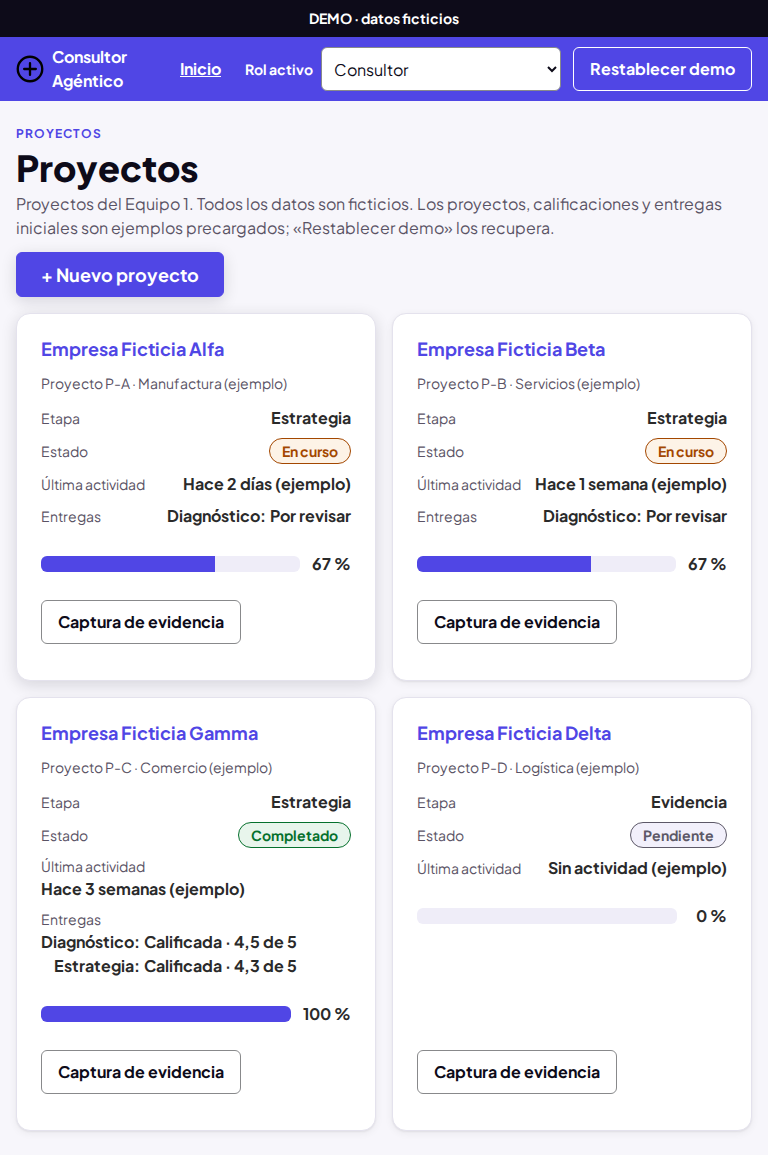 DEMO · datos ficticios
Consultor
Agéntico
Inicio
Rol activo
Consultor
Restablecer demo
PROYECTOS
Proyectos
Proyectos del Equipo 1. Todos los datos son ficticios. Los proyectos, calificaciones y entregas
iniciales son ejemplos precargados; «Restablecer demo» los recupera.
+ Nuevo proyecto
Empresa Ficticia Alfa
Proyecto P-A · Manufactura (ejemplo)
Etapa Estrategia
Estado En curso
Última actividad Hace 2 días (ejemplo)
Entregas Diagnóstico: Por revisar
67 %
Captura de evidencia
Empresa Ficticia Beta
Proyecto P-B · Servicios (ejemplo)
Etapa Estrategia
Estado En curso
Última actividad Hace 1 semana (ejemplo)
Entregas Diagnóstico: Por revisar
67 %
Captura de evidencia
Empresa Ficticia Gamma
Proyecto P-C · Comercio (ejemplo)
Etapa Estrategia
Estado Completado
Última actividad
Hace 3 semanas (ejemplo)
Entregas
Diagnóstico: Calificada · 4,5 de 5
Estrategia: Calificada · 4,3 de 5
100 %
Captura de evidencia
Empresa Ficticia Delta
Proyecto P-D · Logística (ejemplo)
Etapa Evidencia
Estado Pendiente
Última actividad Sin actividad (ejemplo)
0 %
Captura de evidencia